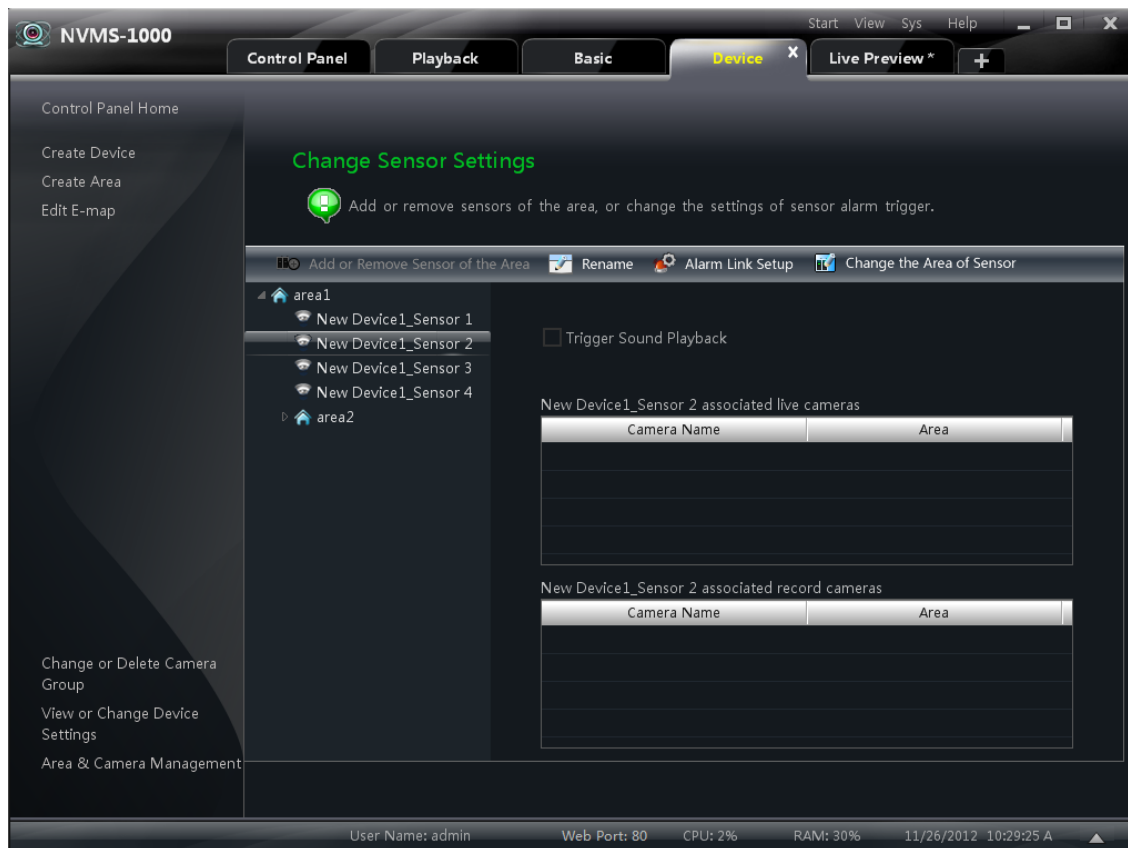 NVMS-1000
Start View Sys Help
Control Panel Playback Basic Device X Live Preview * +
Control Panel Home
Create Device
Create Area
Edit E-map
Change Sensor Settings
Add or remove sensors of the area, or change the settings of sensor alarm trigger.
Add or Remove Sensor of the Area Rename Alarm Link Setup Change the Area of Sensor
area1
New Device1_Sensor 1
New Device1_Sensor 2
New Device1_Sensor 3
New Device1_Sensor 4
area2
Trigger Sound Playback
New Device1_Sensor 2 associated live cameras
Camera Name Area
New Device1_Sensor 2 associated record cameras
Camera Name Area
Change or Delete Camera
Group
View or Change Device
Settings
Area & Camera Management
User Name: admin Web Port: 80 CPU: 2% RAM: 30% 11/26/2012 10:29:25 A